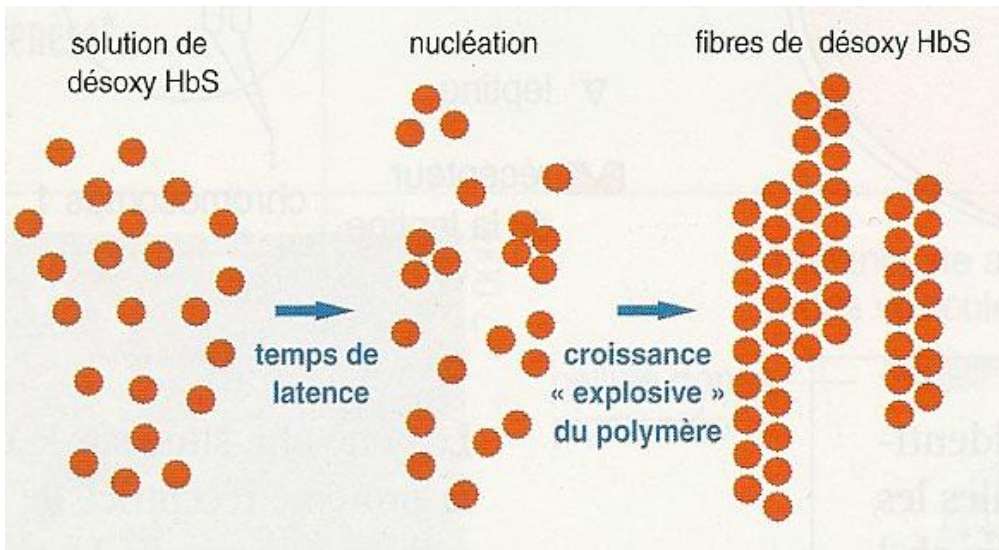 solution de
désoxy HbS
nucléation
fibres de désoxy HbS
temps de
latence
croissance
« explosive »
du polymère